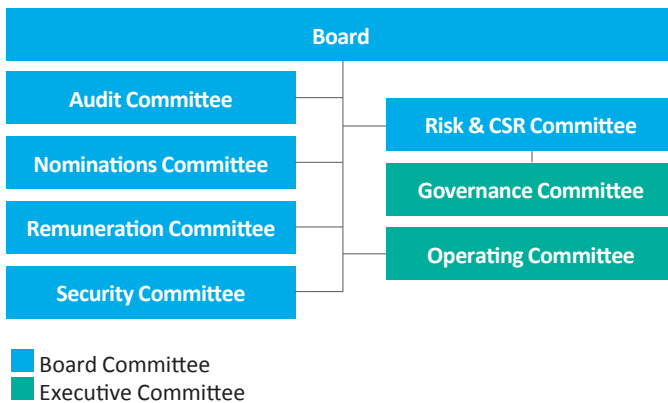 Board
Audit Committee
Nominations Committee
Remuneration Committee
Security Committee
Risk & CSR Committee
Governance Committee
Operating Committee
Board Committee
Executive Committee